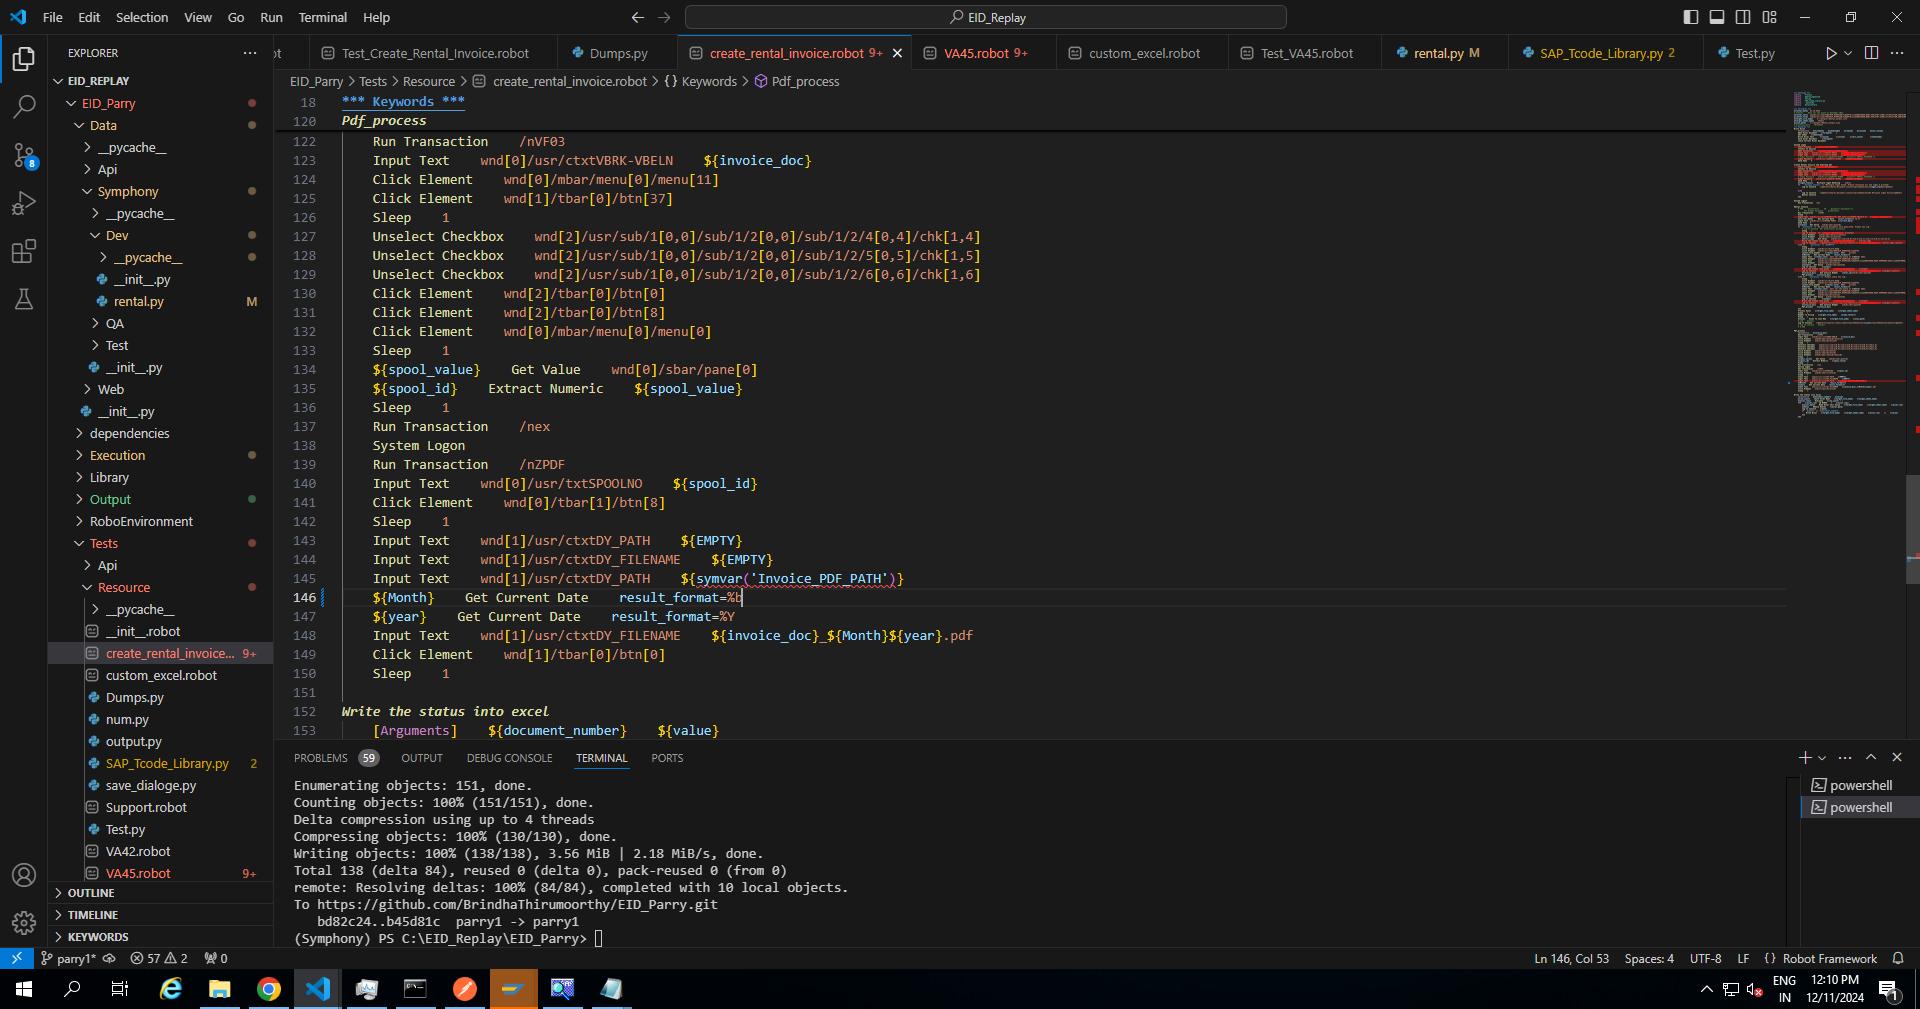 File Edit Selection View Go Run Terminal Help
EID_Replay
EXPLORER
Test_Create_Rental_Invoice.robot
Dumps.py
create_rental_invoice.robot 9+
VA45.robot 9+
custom_excel.robot
Test_VA45.robot
rental.py M
SAP_Tcode_Library.py 2
Test.py
EID_Parry > Tests > Resource > create_rental_invoice.robot > {} Keywords > Pdf_process
EID_REPLAY
EID_Parry
Data
__pycache__
Api
Symphony
__pycache__
Dev
__pycache__
__init__.py
rental.py M
QA
Test
__init__.py
Web
__init__.py
dependencies
Execution
Library
Output
RoboEnvironment
Tests
Api
Resource
__pycache__
__init__.robot
create_rental_invoice... 9+
custom_excel.robot
Dumps.py
num.py
output.py
SAP_Tcode_Library.py 2
save_dialoge.py
Support.robot
Test.py
VA42.robot
VA45.robot 9+
OUTLINE
TIMELINE
KEYWORDS
8
18 *** Keywords ***
120 Pdf_process
122 Run Transaction    /nVF03
123 Input Text    wnd[0]/usr/ctxtVBRK-VBELN    ${invoice_doc}
124 Click Element    wnd[0]/mbar/menu[0]/menu[11]
125 Click Element    wnd[1]/tbar[0]/btn[37]
126 Sleep    1
127 Unselect Checkbox    wnd[2]/usr/sub/1[0,0]/sub/1/2[0,0]/sub/1/2/4[0,4]/chk[1,4]
128 Unselect Checkbox    wnd[2]/usr/sub/1[0,0]/sub/1/2[0,0]/sub/1/2/5[0,5]/chk[1,5]
129 Unselect Checkbox    wnd[2]/usr/sub/1[0,0]/sub/1/2[0,0]/sub/1/2/6[0,6]/chk[1,6]
130 Click Element    wnd[2]/tbar[0]/btn[0]
131 Click Element    wnd[2]/tbar[0]/btn[8]
132 Click Element    wnd[0]/mbar/menu[0]/menu[0]
133 Sleep    1
134 ${spool_value}    Get Value    wnd[0]/sbar/pane[0]
135 ${spool_id}    Extract Numeric    ${spool_value}
136 Sleep    1
137 Run Transaction    /nex
138 System Logon
139 Run Transaction    /nZPDF
140 Input Text    wnd[0]/usr/txtSPOOLNO    ${spool_id}
141 Click Element    wnd[0]/tbar[1]/btn[8]
142 Sleep    1
143 Input Text    wnd[1]/usr/ctxtDY_PATH    ${EMPTY}
144 Input Text    wnd[1]/usr/ctxtDY_FILENAME    ${EMPTY}
145 Input Text    wnd[1]/usr/ctxtDY_PATH    ${symvar('Invoice_PDF_PATH')}
146 ${Month}    Get Current Date    result_format=%b
147 ${year}    Get Current Date    result_format=%Y
148 Input Text    wnd[1]/usr/ctxtDY_FILENAME    ${invoice_doc}_${Month}${year}.pdf
149 Click Element    wnd[1]/tbar[0]/btn[0]
150 Sleep    1
151
152 Write the status into excel
153 [Arguments]    ${document_number}    ${value}
PROBLEMS 59 OUTPUT DEBUG CONSOLE TERMINAL PORTS
Enumerating objects: 151, done.
Counting objects: 100% (151/151), done.
Delta compression using up to 4 threads
Compressing objects: 100% (130/130), done.
Writing objects: 100% (138/138), 3.56 MiB | 2.18 MiB/s, done.
Total 138 (delta 84), reused 0 (delta 0), pack-reused 0 (from 0)
remote: Resolving deltas: 100% (84/84), completed with 10 local objects.
To https://github.com/BrindhaThirumoorthy/EID_Parry.git
bd82c24..b45d81c  parry1 -> parry1
(Symphony) PS C:\EID_Replay\EID_Parry>
powershell
powershell
parry1* 57 2 0
Ln 146, Col 53 Spaces: 4 UTF-8 LF {} Robot Framework
ENG
IN
12:10 PM
12/11/2024
1